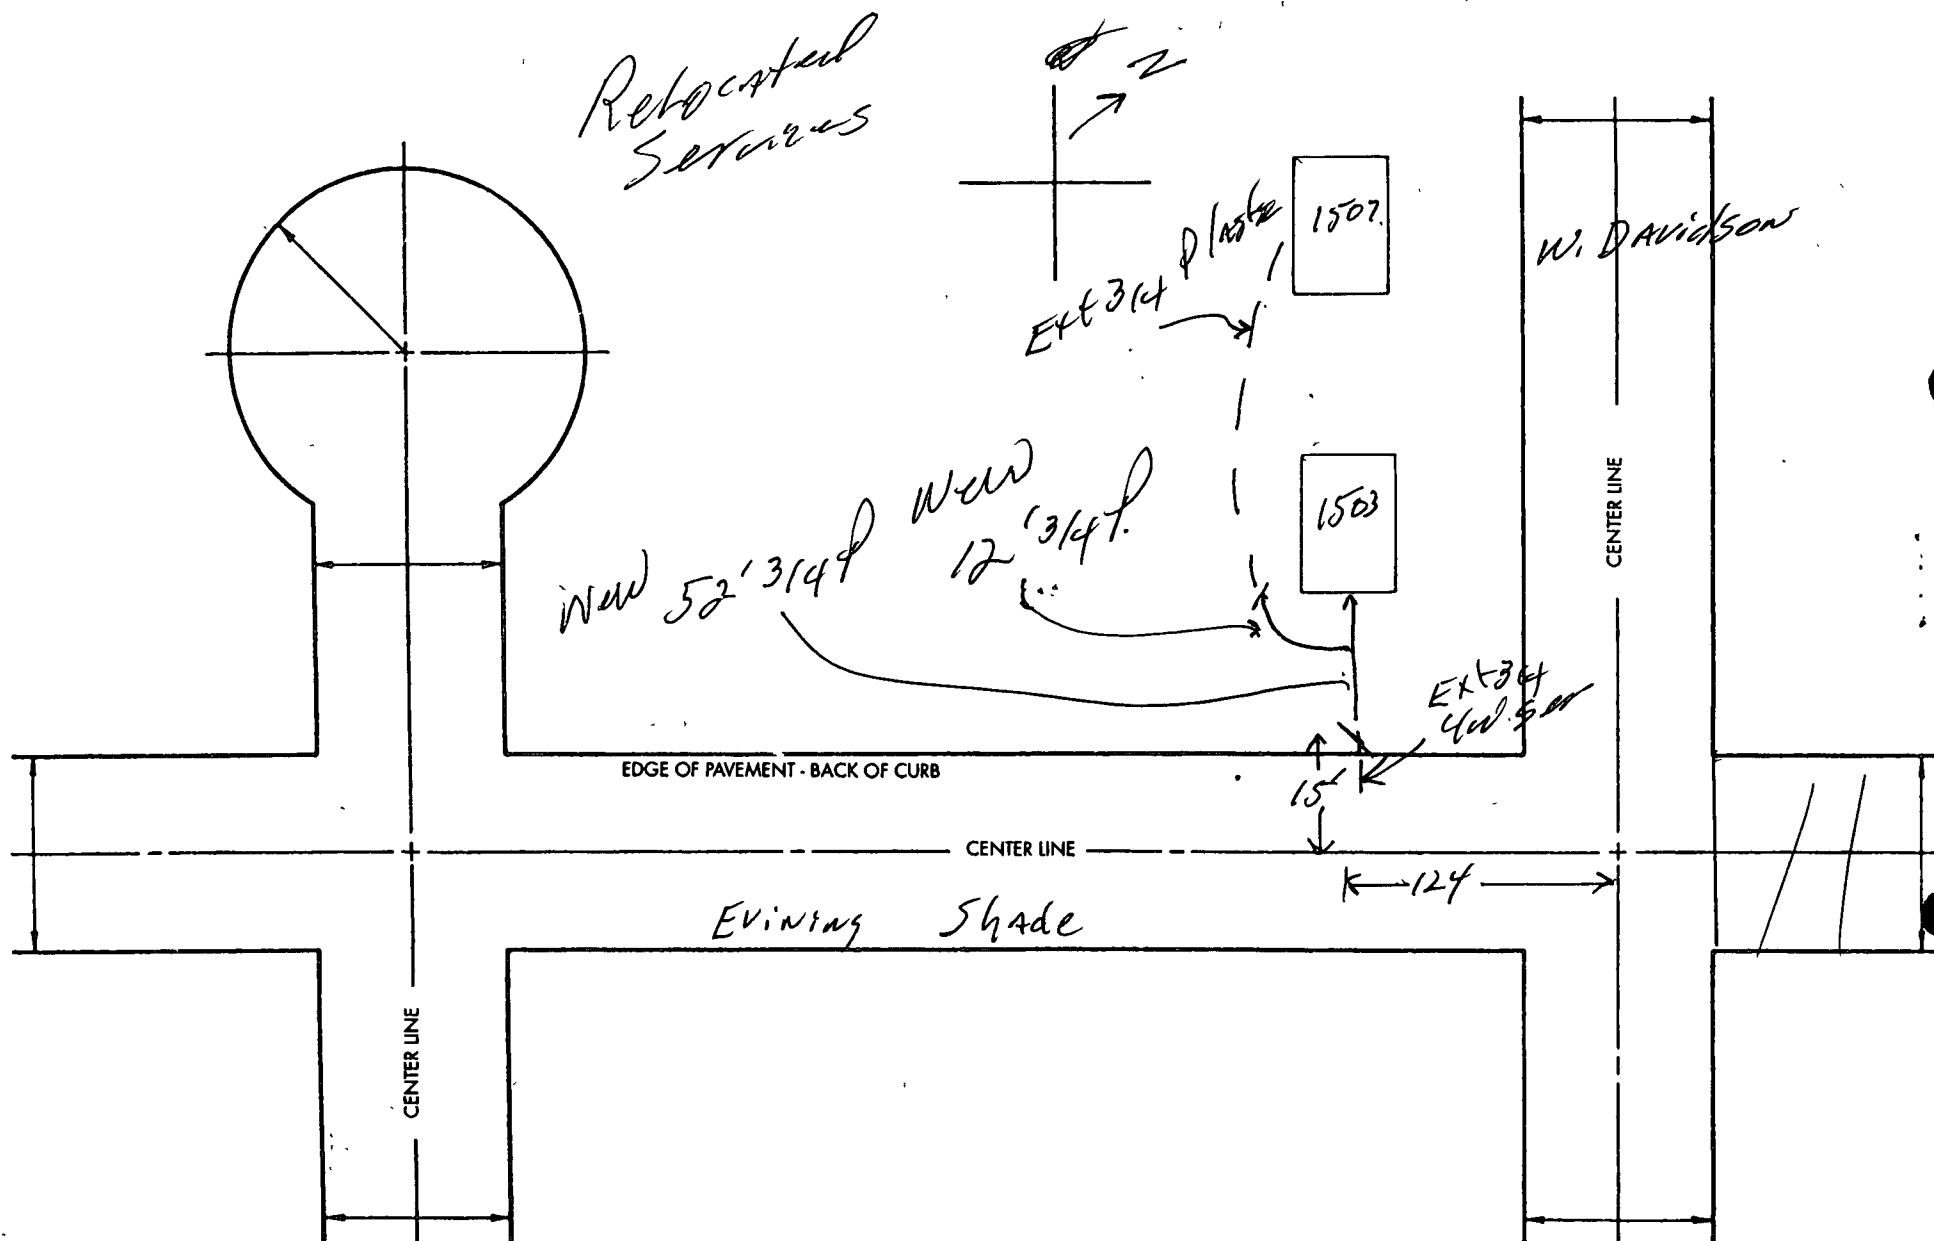 Relocated
Services
N
1507
W. Davidson
Ext 3/4 Plastic
New
12' 3/4 P.
New 52' 3/4 P
1503
CENTER LINE
Ext 3/4
EDGE OF PAVEMENT - BACK OF CURB
15'
CENTER LINE
124
Evining Shade
CENTER LINE